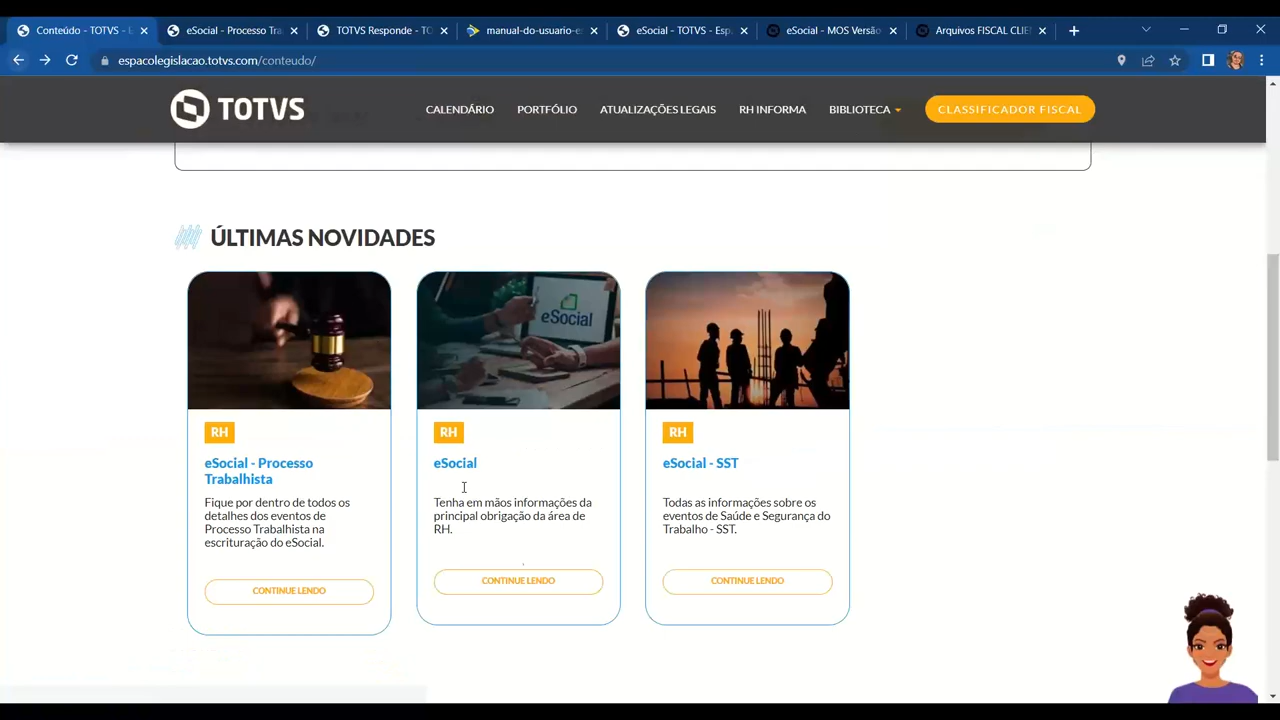 Conteúdo - TOTVS - E
eSocial - Processo Tra
TOTVS Responde - TO
manual-do-usuario-e
eSocial - TOTVS - Esp
eSocial - MOS Versão
Arquivos FISCAL CLIE
espacolegislacao.totvs.com/conteudo/
TOTVS
CALENDÁRIO
PORTFÓLIO
ATUALIZAÇÕES LEGAIS
RH INFORMA
BIBLIOTECA
CLASSIFICADOR FISCAL
ÚLTIMAS NOVIDADES
eSocial
RH
eSocial - Processo
Trabalhista
Fique por dentro de todos os
detalhes dos eventos de
Processo Trabalhista na
escrituração do eSocial.
CONTINUE LENDO
RH
eSocial
Tenha em mãos informações da
principal obrigação da área de
RH.
CONTINUE LENDO
RH
eSocial - SST
Todas as informações sobre os
eventos de Saúde e Segurança do
Trabalho - SST.
CONTINUE LENDO